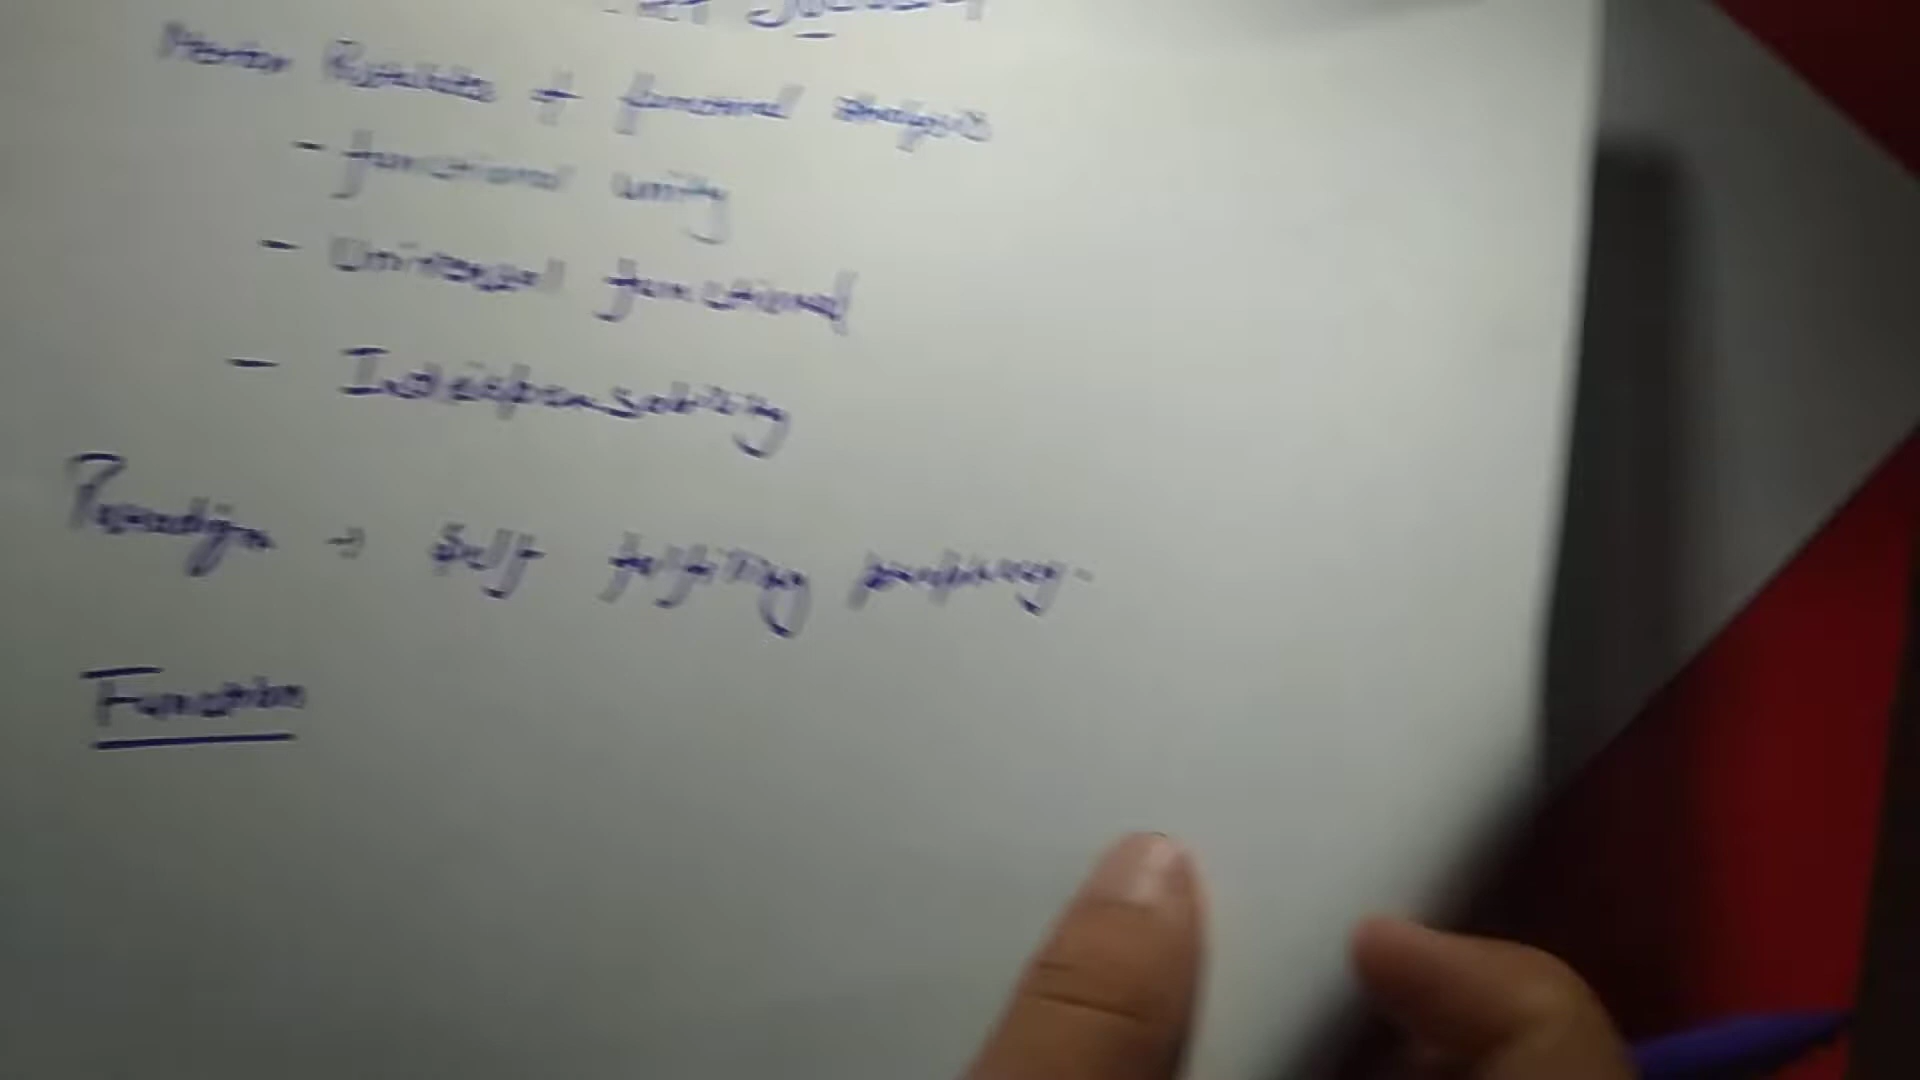 Merton Postulates of functional analysis
- functional unity
- Universal functional
- Indispensability
Paradigm → Self fulfilling prophecy.
Function